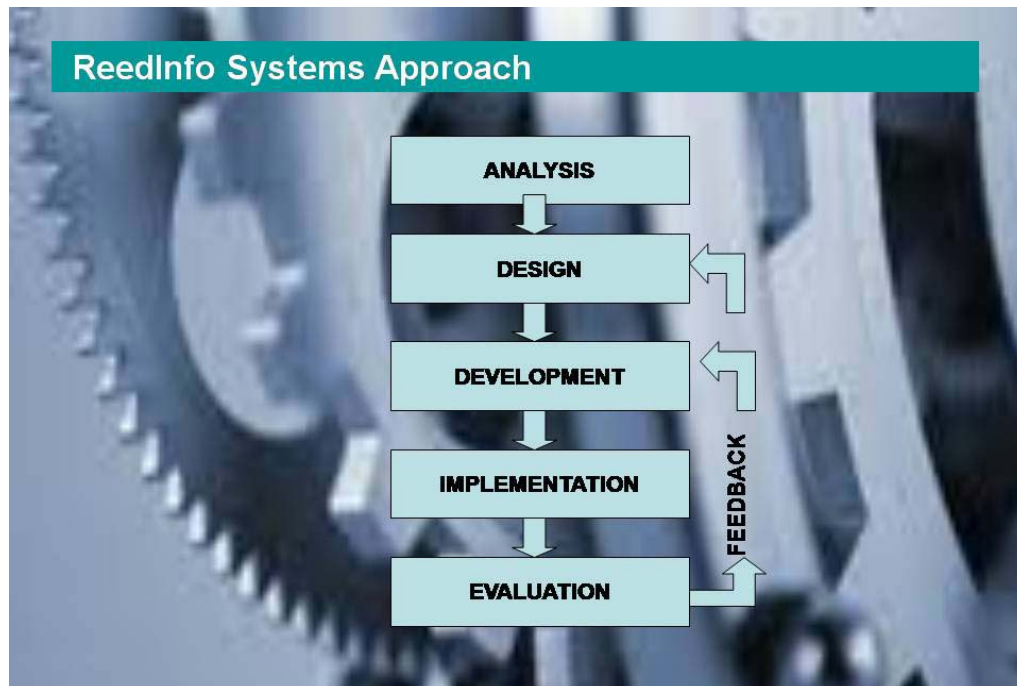 ReedInfo Systems Approach
ANALYSIS
DESIGN
DEVELOPMENT
IMPLEMENTATION
FEEDBACK
EVALUATION